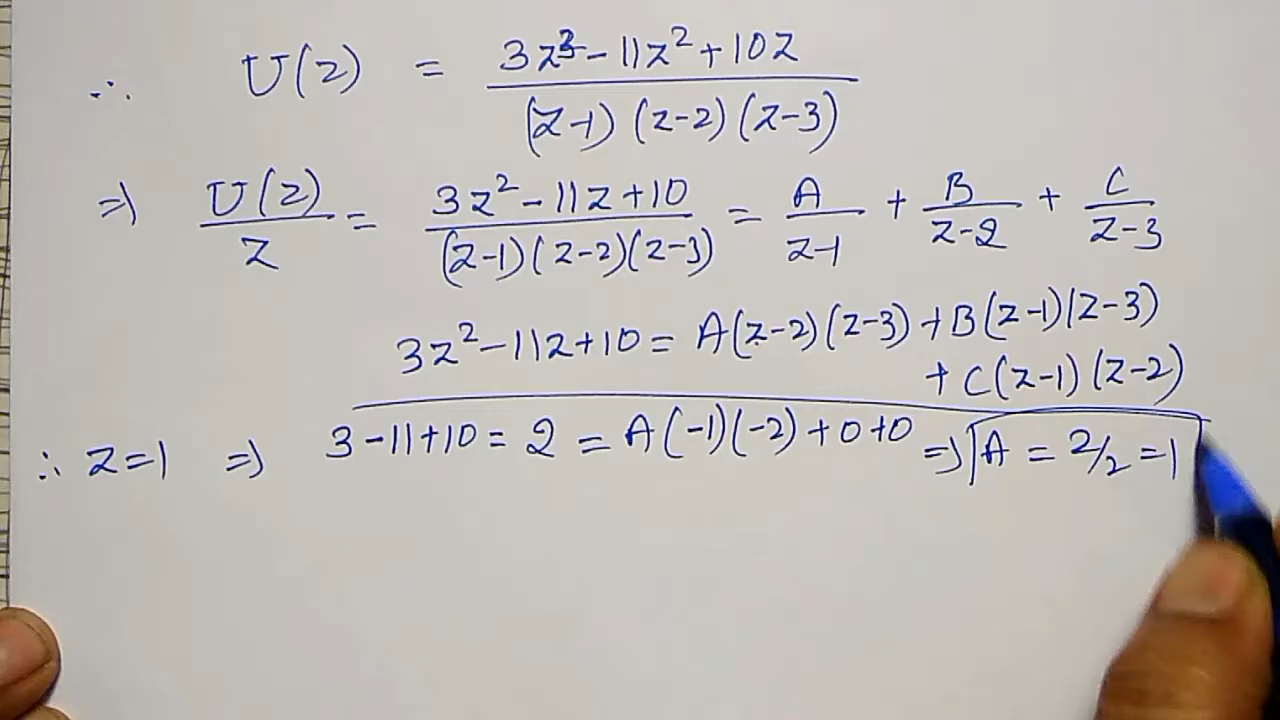 ∴ U(z) = 3z³ - 11z² + 10z / (z-1) (z-2) (z-3)
⇒ U(z)/z = 3z² - 11z + 10 / (z-1)(z-2)(z-3) = A/z-1 + B/z-2 + C/z-3
3z² - 11z + 10 = A(z-2)(z-3) + B(z-1)(z-3)
+ C(z-1)(z-2)
∴ z=1 ⇒ 3-11+10 = 2 = A(-1)(-2) + 0 + 0 ⇒ A = 2/2 = 1